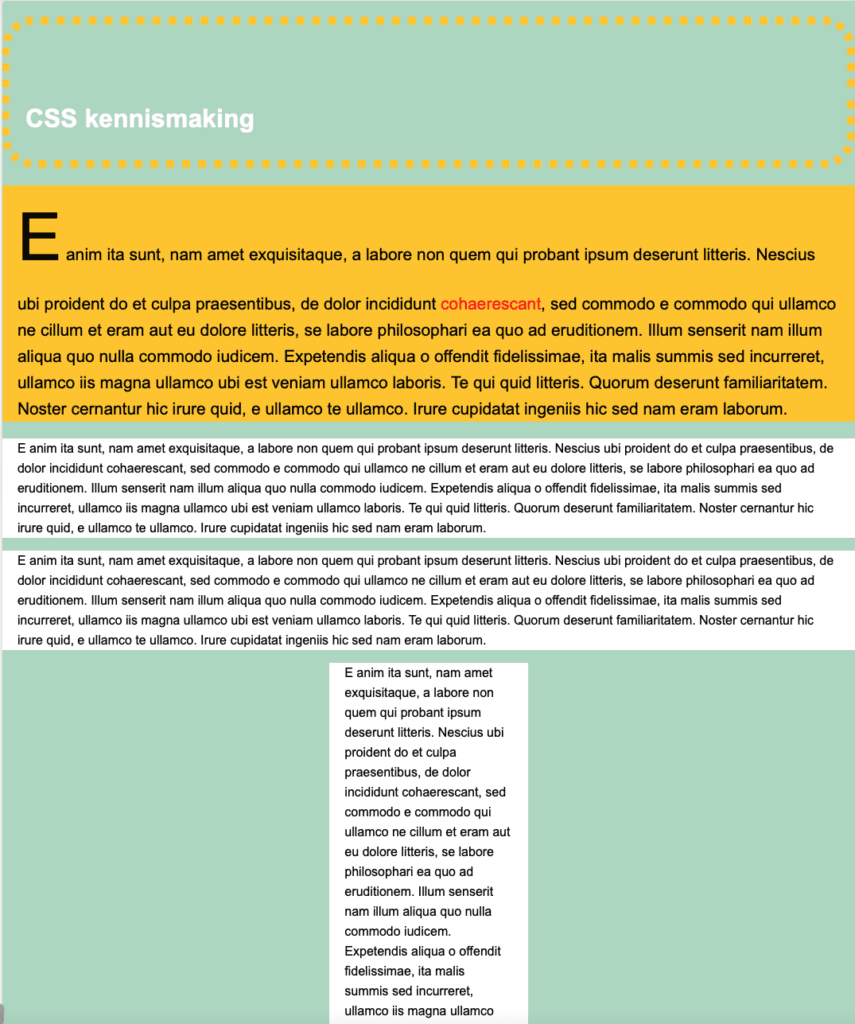 CSS kennismaking
E anim ita sunt, nam amet exquisitaque, a labore non quem qui probant ipsum deserunt litteris. Nescius
ubi proident do et culpa praesentibus, de dolor incididunt cohaerescant, sed commodo e commodo qui ullamco
ne cillum et eram aut eu dolore litteris, se labore philosophari ea quo ad eruditionem. Illum senserit nam illum
aliqua quo nulla commodo iudicem. Expetendis aliqua o offendit fidelissimae, ita malis summis sed incurreret,
ullamco iis magna ullamco ubi est veniam ullamco laboris. Te qui quid litteris. Quorum deserunt familiaritatem.
Noster cernantur hic irure quid, e ullamco te ullamco. Irure cupidatat ingeniis hic sed nam eram laborum.
E anim ita sunt, nam amet exquisitaque, a labore non quem qui probant ipsum deserunt litteris. Nescius ubi proident do et culpa praesentibus, de
dolor incididunt cohaerescant, sed commodo e commodo qui ullamco ne cillum et eram aut eu dolore litteris, se labore philosophari ea quo ad
eruditionem. Illum senserit nam illum aliqua quo nulla commodo iudicem. Expetendis aliqua o offendit fidelissimae, ita malis summis sed
incurreret, ullamco iis magna ullamco ubi est veniam ullamco laboris. Te qui quid litteris. Quorum deserunt familiaritatem. Noster cernantur hic
irure quid, e ullamco te ullamco. Irure cupidatat ingeniis hic sed nam eram laborum.
E anim ita sunt, nam amet exquisitaque, a labore non quem qui probant ipsum deserunt litteris. Nescius ubi proident do et culpa praesentibus, de
dolor incididunt cohaerescant, sed commodo e commodo qui ullamco ne cillum et eram aut eu dolore litteris, se labore philosophari ea quo ad
eruditionem. Illum senserit nam illum aliqua quo nulla commodo iudicem. Expetendis aliqua o offendit fidelissimae, ita malis summis sed
incurreret, ullamco iis magna ullamco ubi est veniam ullamco laboris. Te qui quid litteris. Quorum deserunt familiaritatem. Noster cernantur hic
irure quid, e ullamco te ullamco. Irure cupidatat ingeniis hic sed nam eram laborum.
E anim ita sunt, nam amet
exquisitaque, a labore non
quem qui probant ipsum
deserunt litteris. Nescius ubi
proident do et culpa
praesentibus, de dolor
incididunt cohaerescant, sed
commodo e commodo qui
ullamco ne cillum et eram aut
eu dolore litteris, se labore
philosophari ea quo ad
eruditionem. Illum senserit
nam illum aliqua quo nulla
commodo iudicem.
Expetendis aliqua o offendit
fidelissimae, ita malis
summis sed incurreret,
ullamco iis magna ullamco